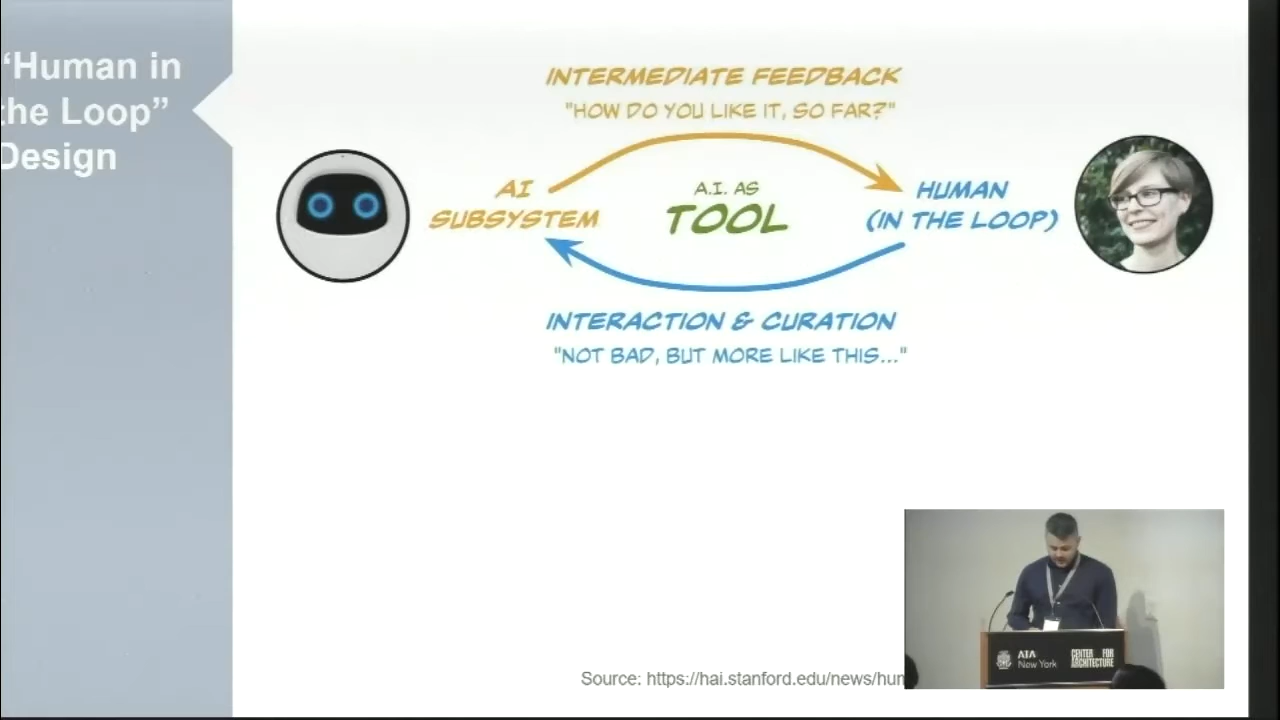 “Human in
the Loop”
Design
INTERMEDIATE FEEDBACK
"HOW DO YOU LIKE IT, SO FAR?"
AI
SUBSYSTEM
A.I. AS
TOOL
HUMAN
(IN THE LOOP)
INTERACTION & CURATION
"NOT BAD, BUT MORE LIKE THIS..."
Source: https://hai.stanford.edu/news/hum
AIA
New York
CENTER FOR
ARCHITECTURE